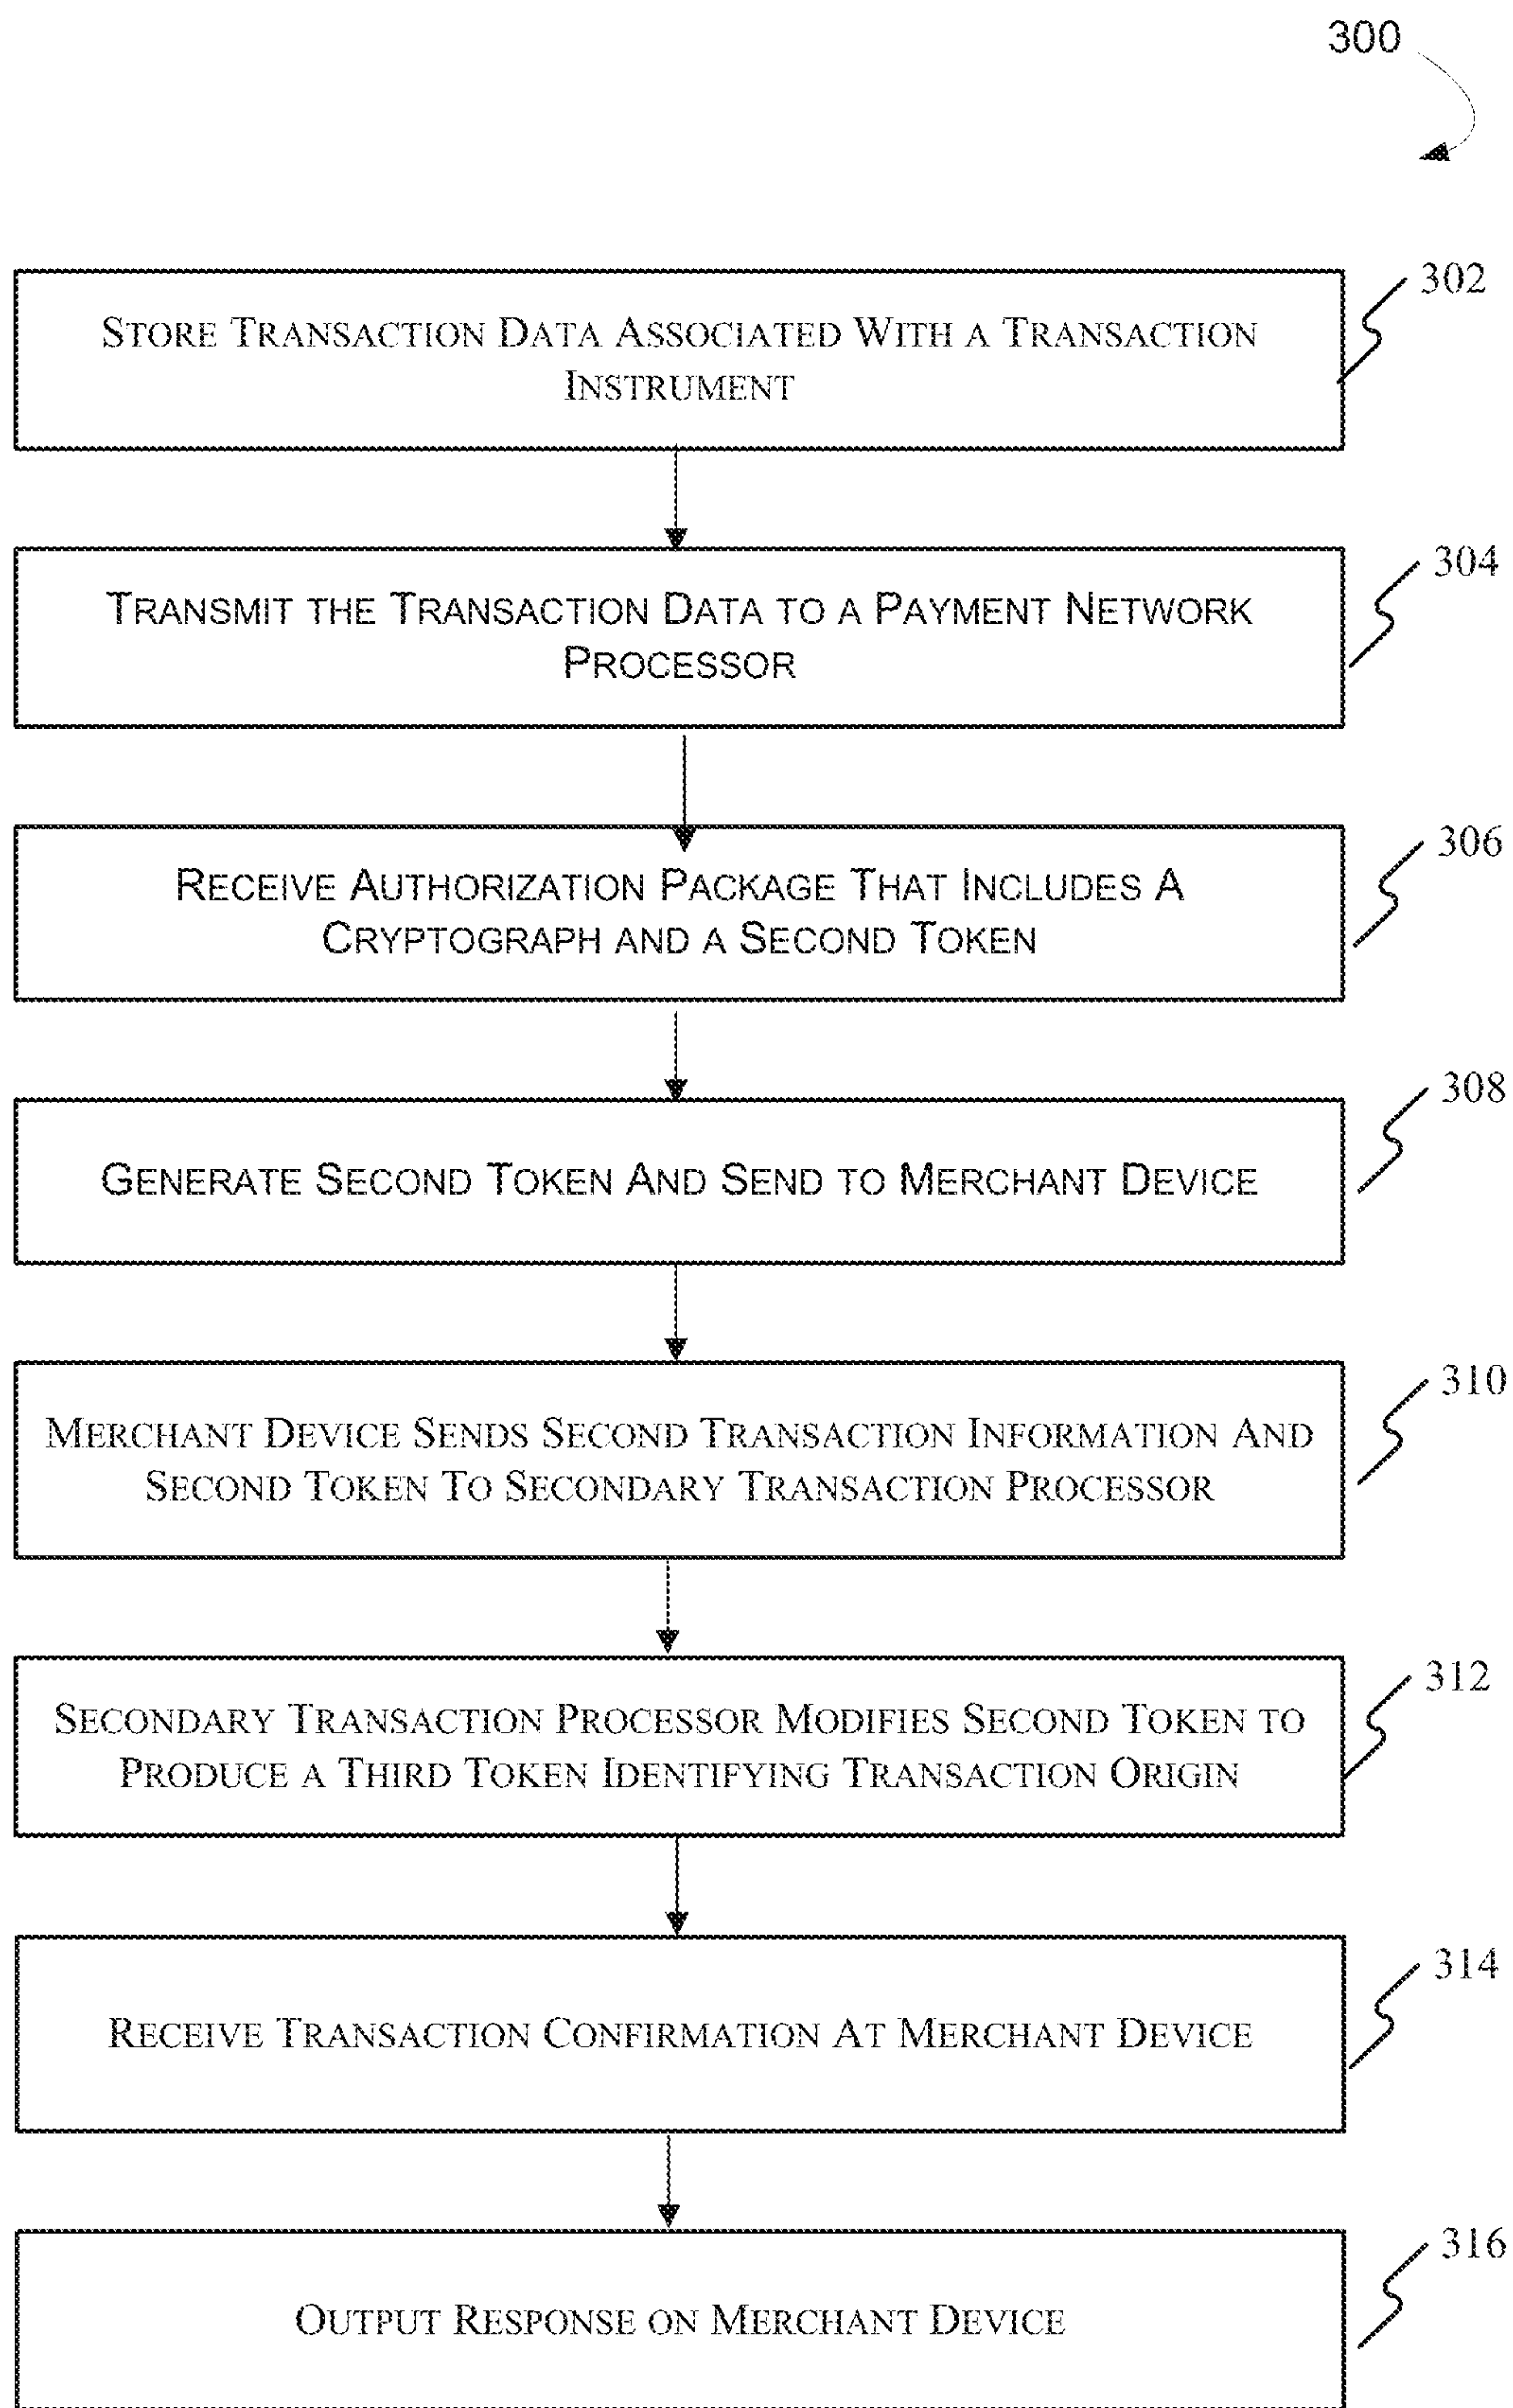 300
STORE TRANSACTION DATA ASSOCIATED WITH A TRANSACTION
INSTRUMENT
302
TRANSMIT THE TRANSACTION DATA TO A PAYMENT NETWORK
PROCESSOR
304
RECEIVE AUTHORIZATION PACKAGE THAT INCLUDES A
CRYPTOGRAPH AND A SECOND TOKEN
306
GENERATE SECOND TOKEN AND SEND TO MERCHANT DEVICE
308
MERCHANT DEVICE SENDS SECOND TRANSACTION INFORMATION AND
SECOND TOKEN TO SECONDARY TRANSACTION PROCESSOR
310
SECONDARY TRANSACTION PROCESSOR MODIFIES SECOND TOKEN TO
PRODUCE A THIRD TOKEN IDENTIFYING TRANSACTION ORIGIN
312
RECEIVE TRANSACTION CONFIRMATION AT MERCHANT DEVICE
314
OUTPUT RESPONSE ON MERCHANT DEVICE
316